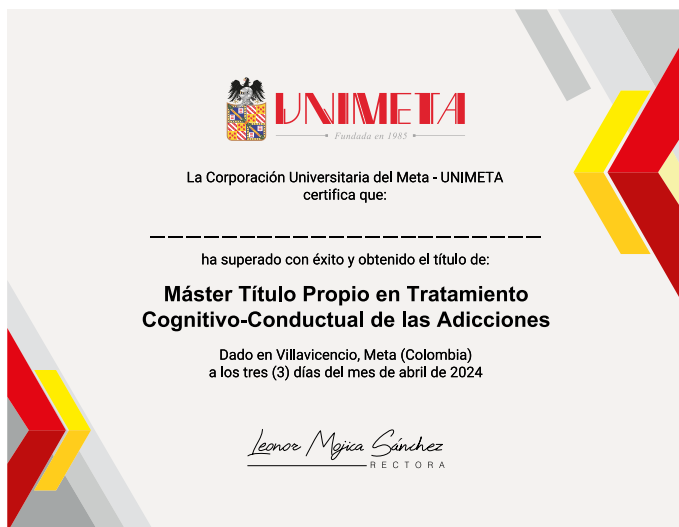 UNIMETA
Fundada en 1985
La Corporación Universitaria del Meta - UNIMETA
certifica que:
ha superado con éxito y obtenido el título de:
Máster Título Propio en Tratamiento
Cognitivo-Conductual de las Adicciones
Dado en Villavicencio, Meta (Colombia)
a los tres (3) días del mes de abril de 2024
Leonor Mojica Sánchez
RECTORA